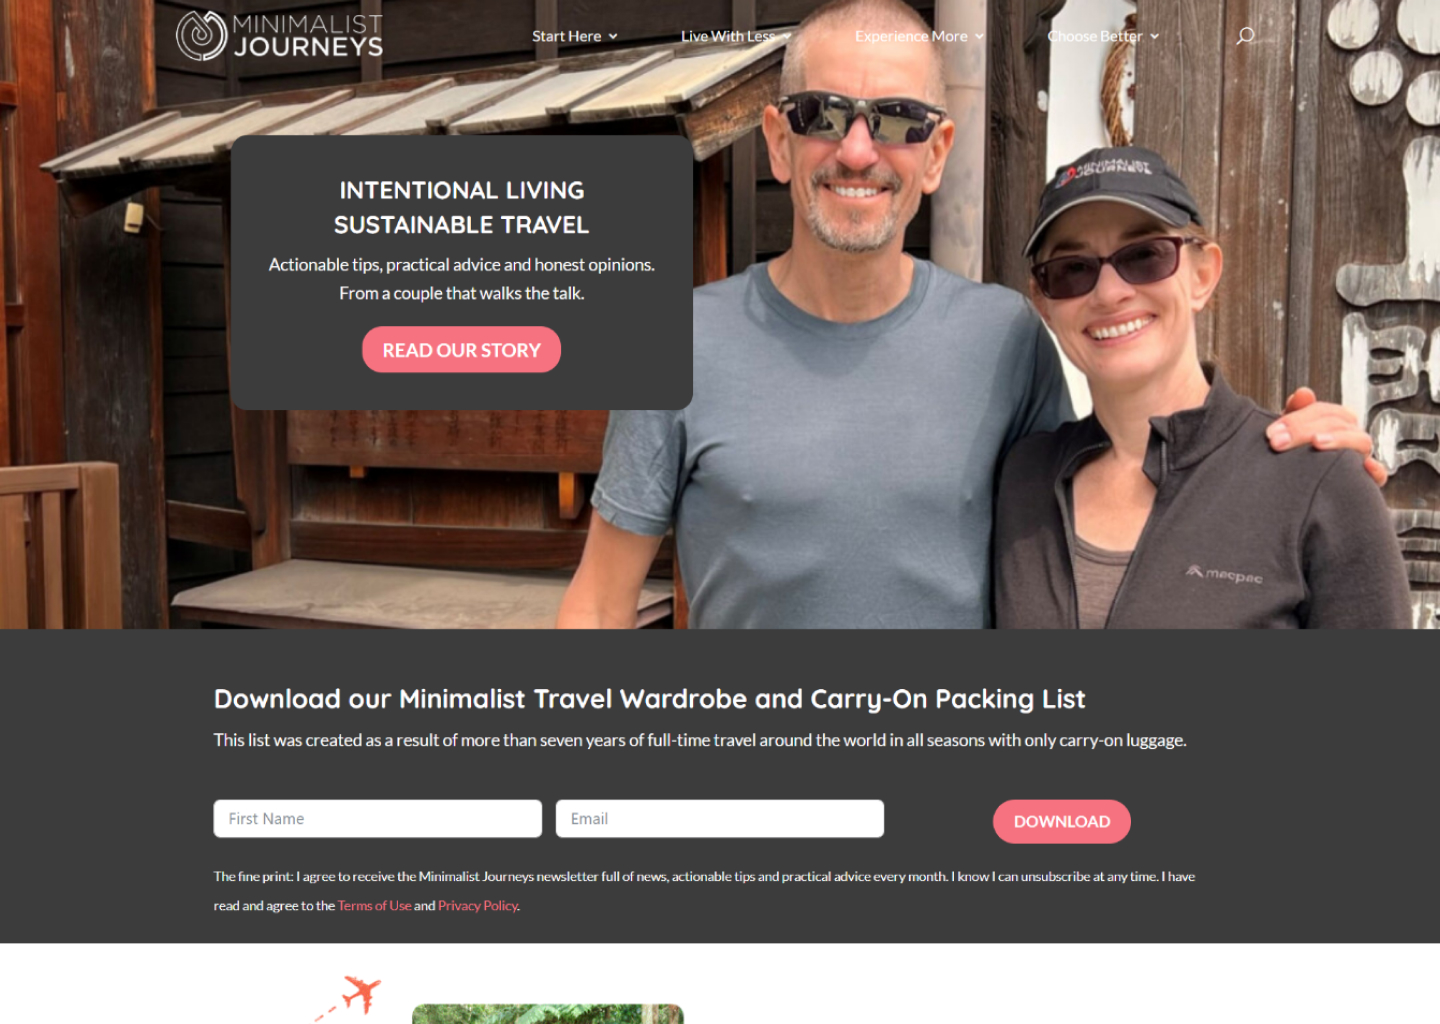 MINIMALIST
JOURNEYS
Start Here
Live With Less
Experience More
Choose Better
MINIMALIST
JOURNEYS
INTENTIONAL LIVING
SUSTAINABLE TRAVEL
Actionable tips, practical advice and honest opinions.
From a couple that walks the talk.
READ OUR STORY
macpac
Download our Minimalist Travel Wardrobe and Carry-On Packing List
This list was created as a result of more than seven years of full-time travel around the world in all seasons with only carry-on luggage.
First Name
Email
DOWNLOAD
The fine print: I agree to receive the Minimalist Journeys newsletter full of news, actionable tips and practical advice every month. I know I can unsubscribe at any time. I have
read and agree to the Terms of Use and Privacy Policy.